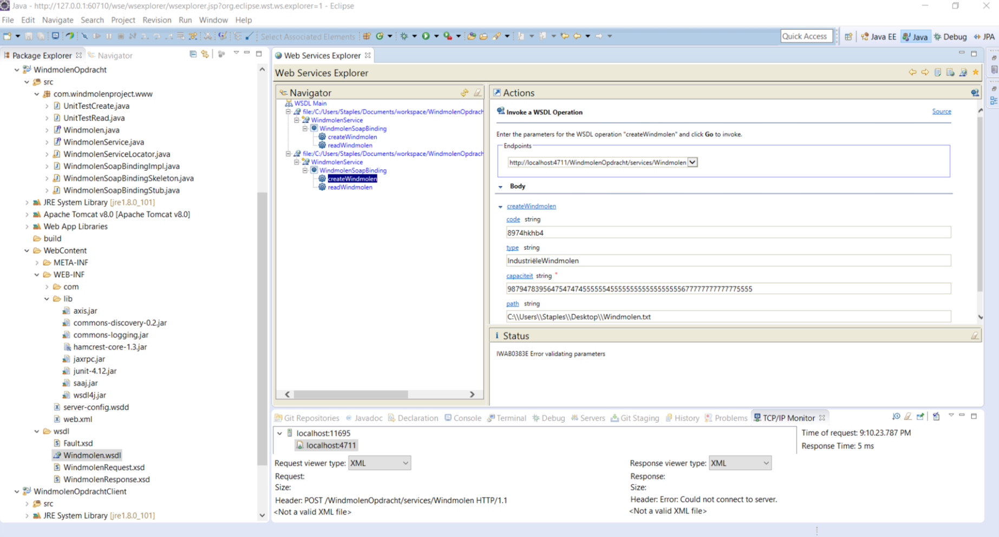 Java - http://127.0.0.1:60710/wse/wsexplorer/wsexplorer.jsp?org.eclipse.wst.ws.explorer=1 - Eclipse
File Edit Navigate Search Project Revision Run Window Help
Select Associated Elements
Quick Access
Java EE
Java
Debug
JPA
Package Explorer
Navigator
WindmolenOpdracht
src
com.windmolenproject.www
UnitTestCreate.java
UnitTestRead.java
Windmolen.java
WindmolenService.java
WindmolenServiceLocator.java
WindmolenSoapBindingImpl.java
WindmolenSoapBindingSkeleton.java
WindmolenSoapBindingStub.java
JRE System Library [jre1.8.0_101]
Apache Tomcat v8.0 [Apache Tomcat v8.0]
Web App Libraries
build
WebContent
META-INF
WEB-INF
com
lib
axis.jar
commons-discovery-0.2.jar
commons-logging.jar
hamcrest-core-1.3.jar
jaxrpc.jar
junit-4.12.jar
saaj.jar
wsdl4j.jar
server-config.wsdd
web.xml
wsdl
Fault.xsd
Windmolen.wsdl
WindmolenRequest.xsd
WindmolenResponse.xsd
WindmolenOpdrachtClient
src
JRE System Library [jre1.8.0_101]
Web Services Explorer
Web Services Explorer
Navigator
WSDL Main
file:/C:/Users/Staples/Documents/workspace/WindmolenOpdrach
WindmolenService
WindmolenSoapBinding
createWindmolen
readWindmolen
file:/C:/Users/Staples/Documents/workspace/WindmolenOpdrach
WindmolenService
WindmolenSoapBinding
createWindmolen
readWindmolen
Actions
Invoke a WSDL Operation
Source
Enter the parameters for the WSDL operation "createWindmolen" and click Go to invoke.
Endpoints
http://localhost:4711/WindmolenOpdracht/services/Windmolen
Body
createWindmolen
code string
8974hkhb4
type string
IndustriëleWindmolen
capaciteit string *
path string
C:\\Users\\Staples\\Desktop\\Windmolen.txt
Status
IWAB0383E Error validating parameters
Git Repositories
Javadoc
Declaration
Console
Terminal
Debug
Servers
Git Staging
History
Problems
TCP/IP Monitor
localhost:11695
localhost:4711
Time of request: 9:10.23.787 PM
Response Time: 5 ms
Request viewer type: XML
Request:
Size:
Header: POST /WindmolenOpdracht/services/Windmolen HTTP/1.1
<Not a valid XML file>
Response viewer type: XML
Response:
Size:
Header: Error: Could not connect to server.
<Not a valid XML file>